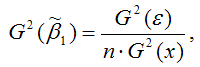 G²(β̃₁) = G²(ε) / (n · G²(x)),